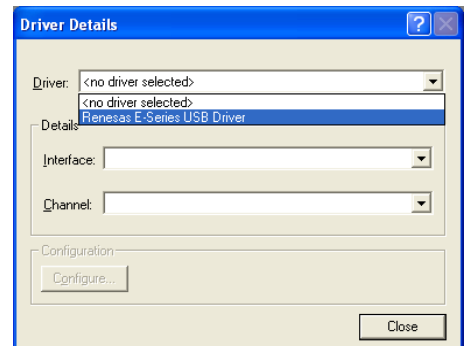 Driver Details
Driver: <no driver selected>
<no driver selected>
Renesas E-Series USB Driver
Details
Interface:
Channel:
Configuration
Configure...
Close